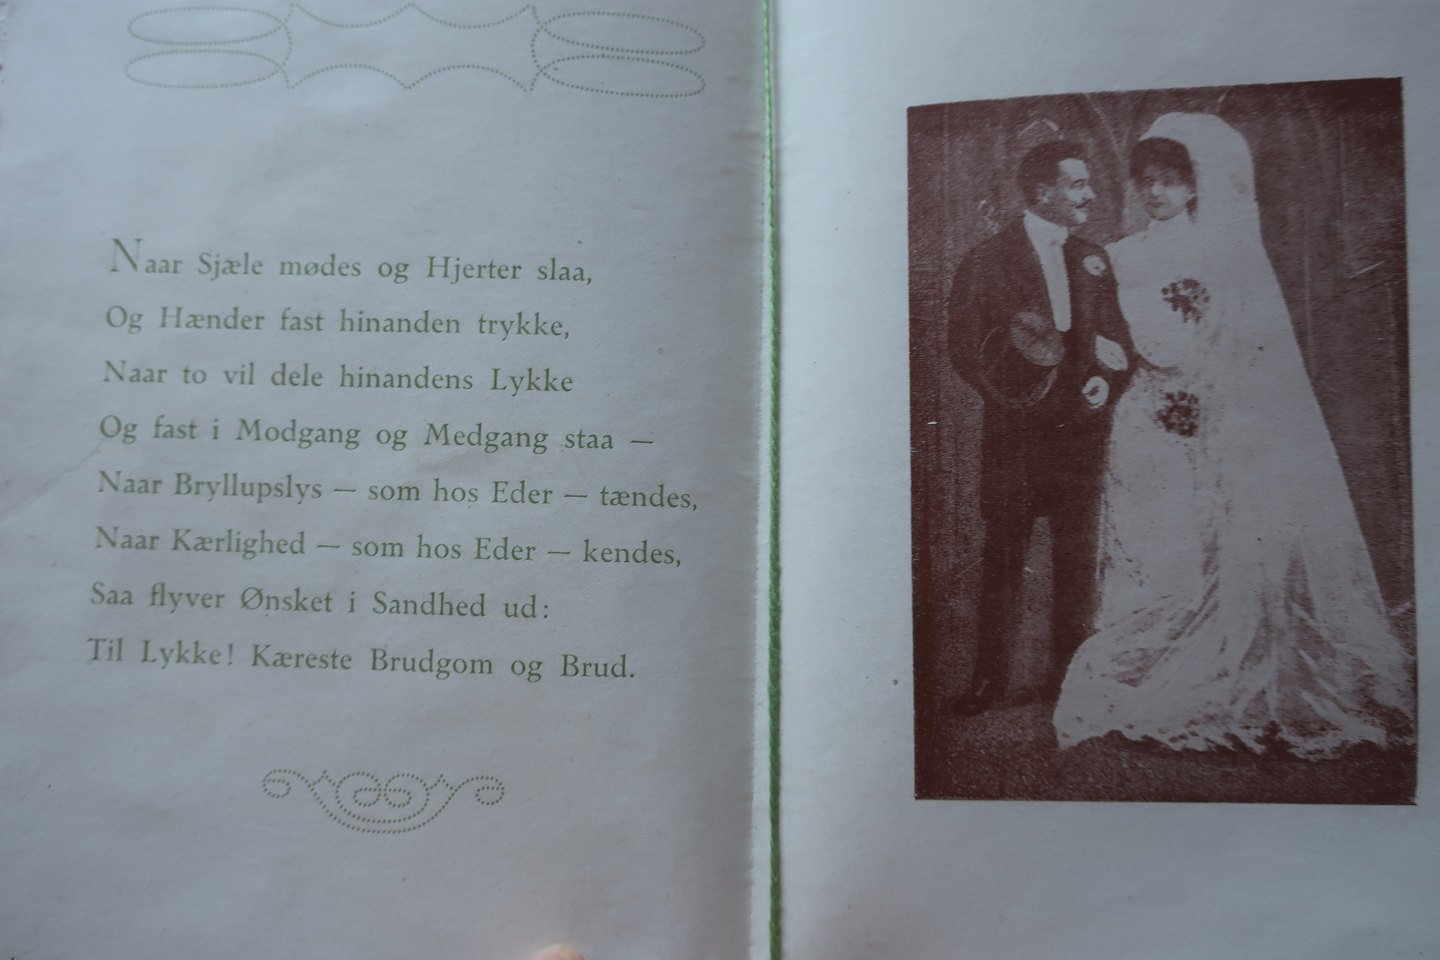 Naar Sjæle mødes og Hjerter slaa,
Og Hænder fast hinanden trykke,
Naar to vil dele hinandens Lykke
Og fast i Modgang og Medgang staa —
Naar Bryllupslys — som hos Eder — tændes,
Naar Kærlighed — som hos Eder — kendes,
Saa flyver Ønsket i Sandhed ud:
Til Lykke! Kæreste Brudgom og Brud.